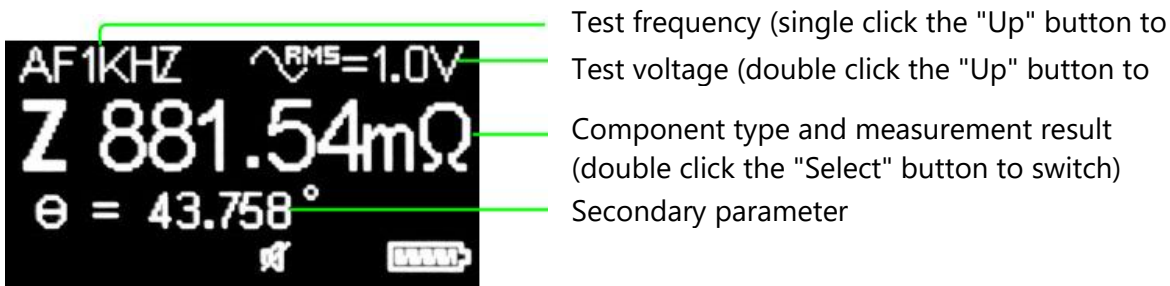 Test frequency (single click the "Up" button to
AF1KHZ RMS=1.0V
Test voltage (double click the "Up" button to
Z 881.54mΩ
Component type and measurement result
(double click the "Select" button to switch)
θ = 43.758°
Secondary parameter